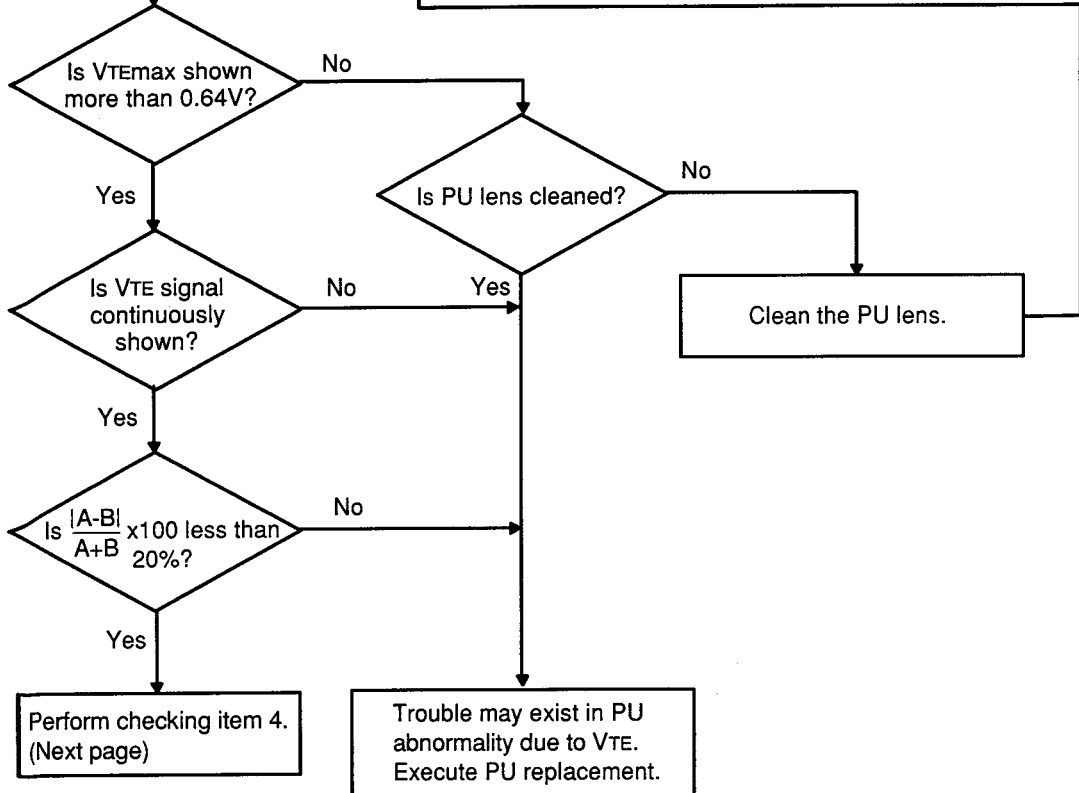 Is VTEmax shown
more than 0.64V?
No
Yes
Is PU lens cleaned?
No
Yes
Clean the PU lens.
Is VTE signal
continuously
shown?
No
Yes
Is |A-B|/A+B x100 less than
20%?
No
Yes
Perform checking item 4.
(Next page)
Trouble may exist in PU
abnormality due to VTE.
Execute PU replacement.